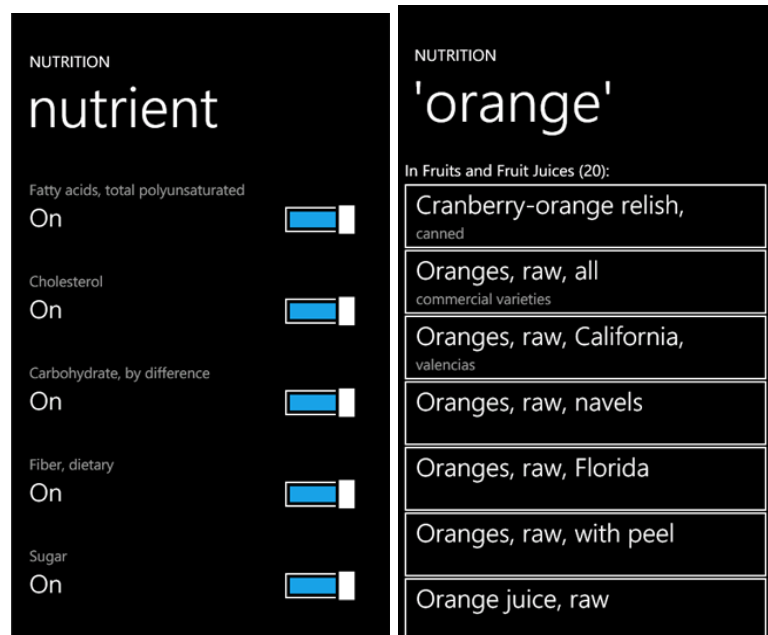 NUTRITION
nutrient
Fatty acids, total polyunsaturated
On
Cholesterol
On
Carbohydrate, by difference
On
Fiber, dietary
On
Sugar
On
NUTRITION
'orange'
In Fruits and Fruit Juices (20):
Cranberry-orange relish,
canned
Oranges, raw, all
commercial varieties
Oranges, raw, California,
valencias
Oranges, raw, navels
Oranges, raw, Florida
Oranges, raw, with peel
Orange juice, raw